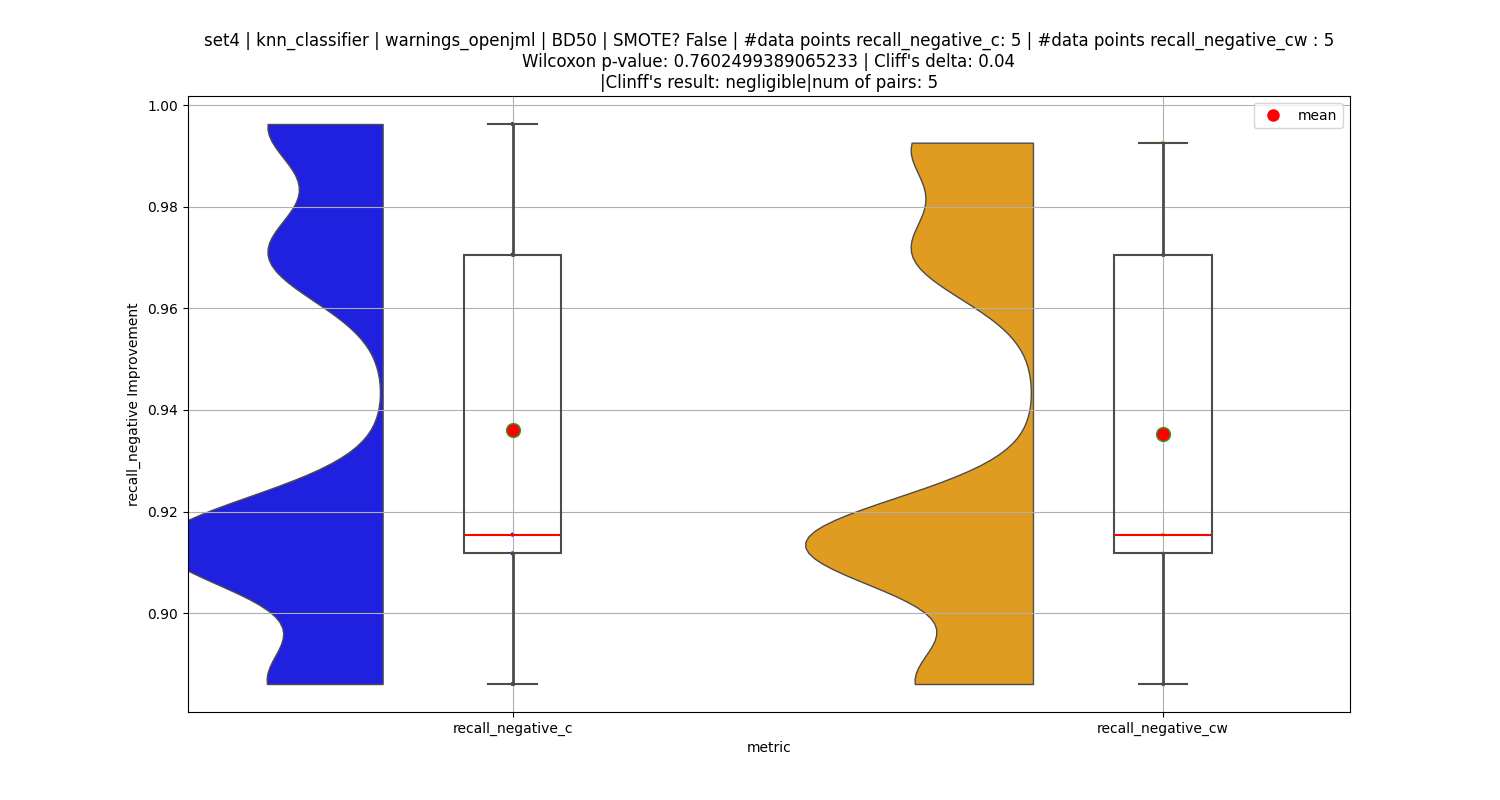 set4 | knn_classifier | warnings_openjml | BD50 | SMOTE? False | #data points recall_negative_c: 5 | #data points recall_negative_cw : 5
Wilcoxon p-value: 0.7602499389065233 | Cliff's delta: 0.04
|Clinff's result: negligible|num of pairs: 5
1.00
mean
0.98
0.96
0.94
0.92
0.90
recall_negative Improvement
recall_negative_c
recall_negative_cw
metric